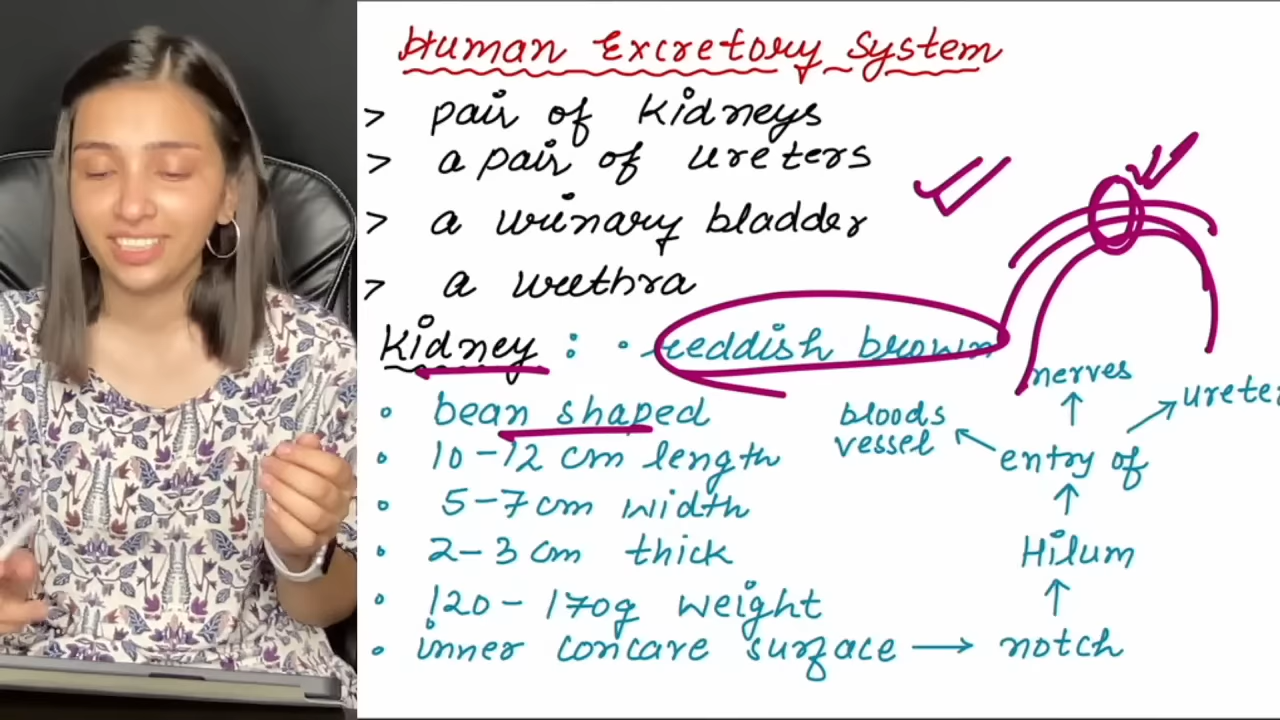 Human Excretory System
> pair of kidneys
> a pair of ureters
> a urinary bladder
> a urethra
Kidney : • reddish brown
• bean shaped
• 10-12 cm length
• 5-7 cm width
• 2-3 cm thick
• 120-170g weight
• inner concave surface → notch
↑
Hilum
↑
entry of
bloods vessel
nerves
ureter